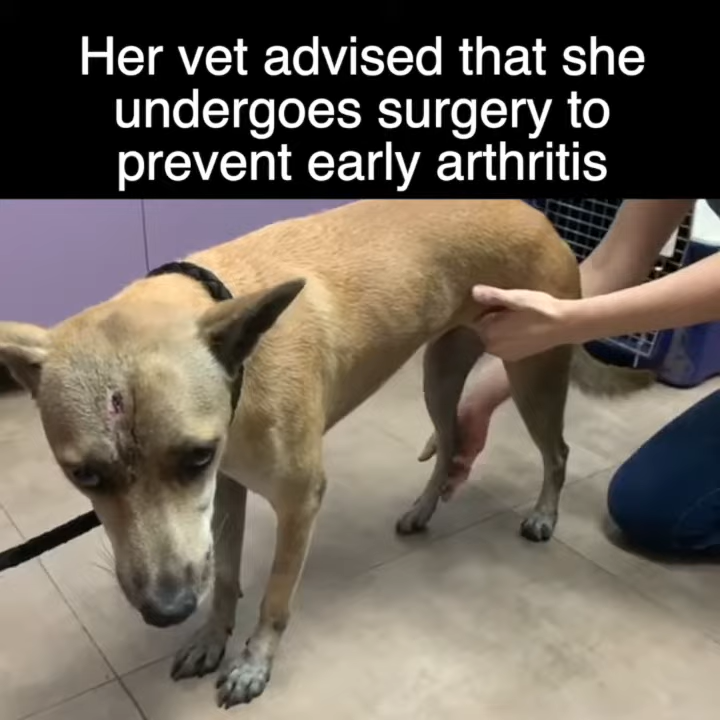 Her vet advised that she
undergoes surgery to
prevent early arthritis